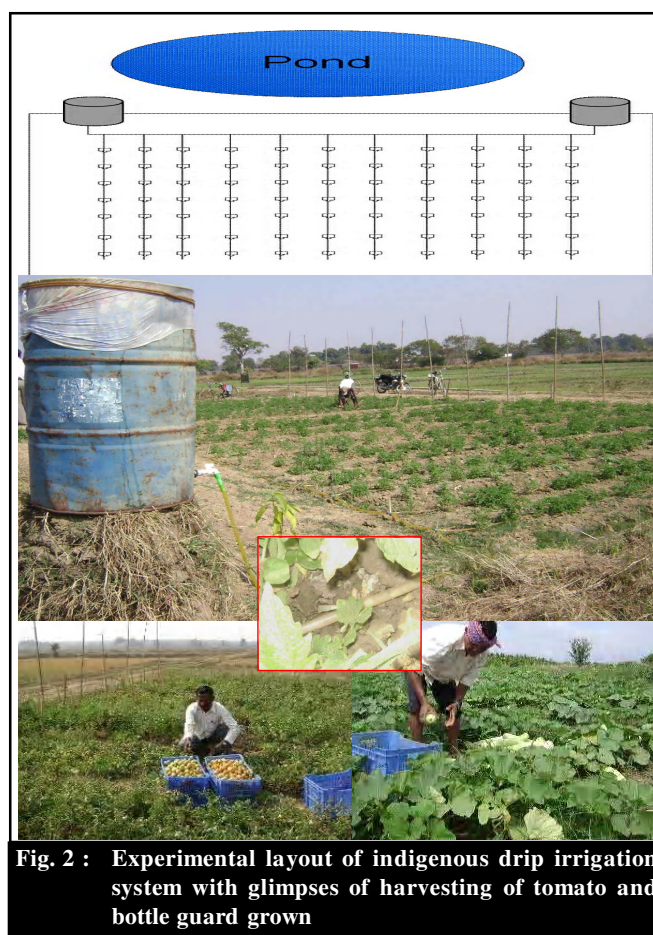 Pond
Fig. 2 : Experimental layout of indigenous drip irrigation
system with glimpses of harvesting of tomato and
bottle guard grown